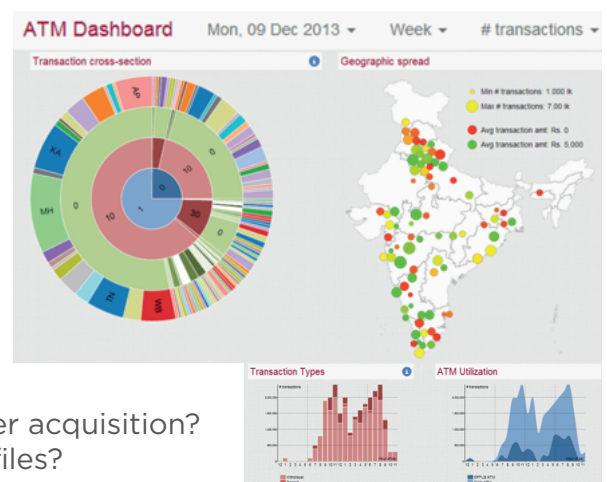 ATM Dashboard Mon, 09 Dec 2013 Week # transactions
Transaction cross-section
Geographic spread
Min # transactions: 1.000 lk
Max # transactions: 7.00 lk
Avg transaction amt: Rs. 0
Avg transaction amt: Rs. 5,000
AP
KA
MH
TN
WB
0
10
0
0
10
1
30
0
Transaction Types
ATM Utilization
# transactions
# transactions
er acquisition?
files?